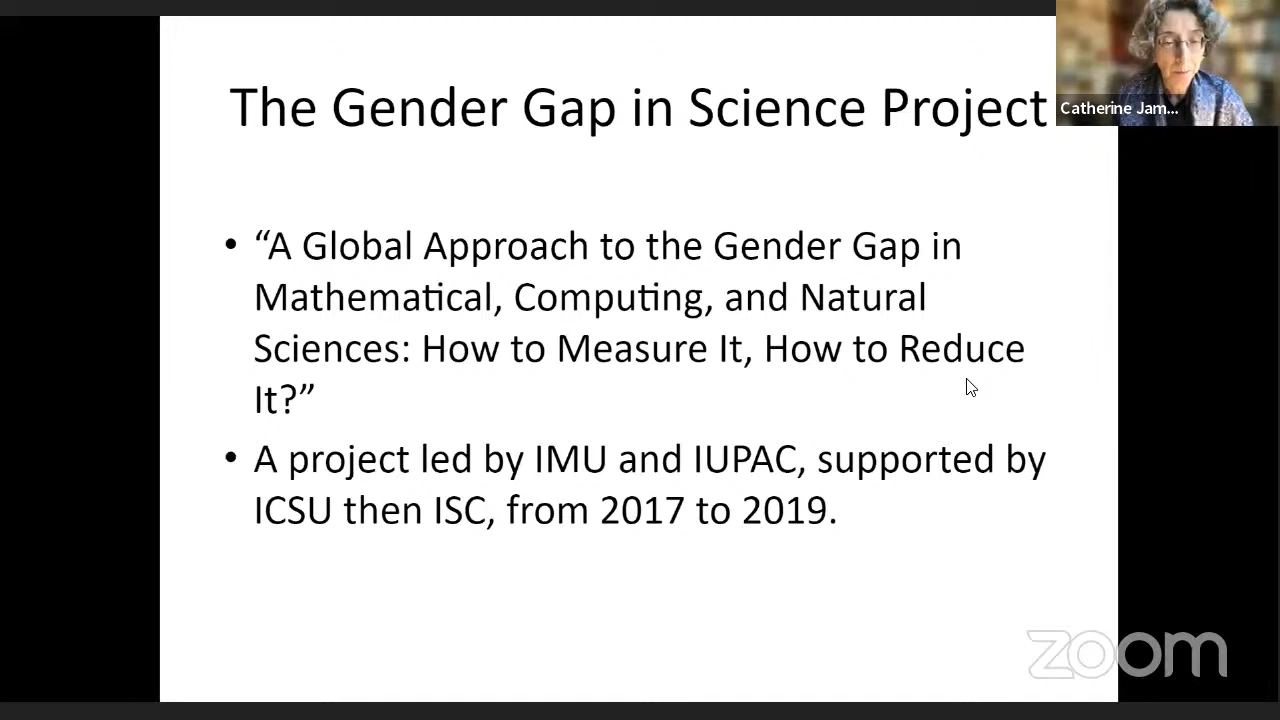 The Gender Gap in Science Project
Catherine Jam...
• “A Global Approach to the Gender Gap in
Mathematical, Computing, and Natural
Sciences: How to Measure It, How to Reduce
It?”
• A project led by IMU and IUPAC, supported by
ICSU then ISC, from 2017 to 2019.
zoom